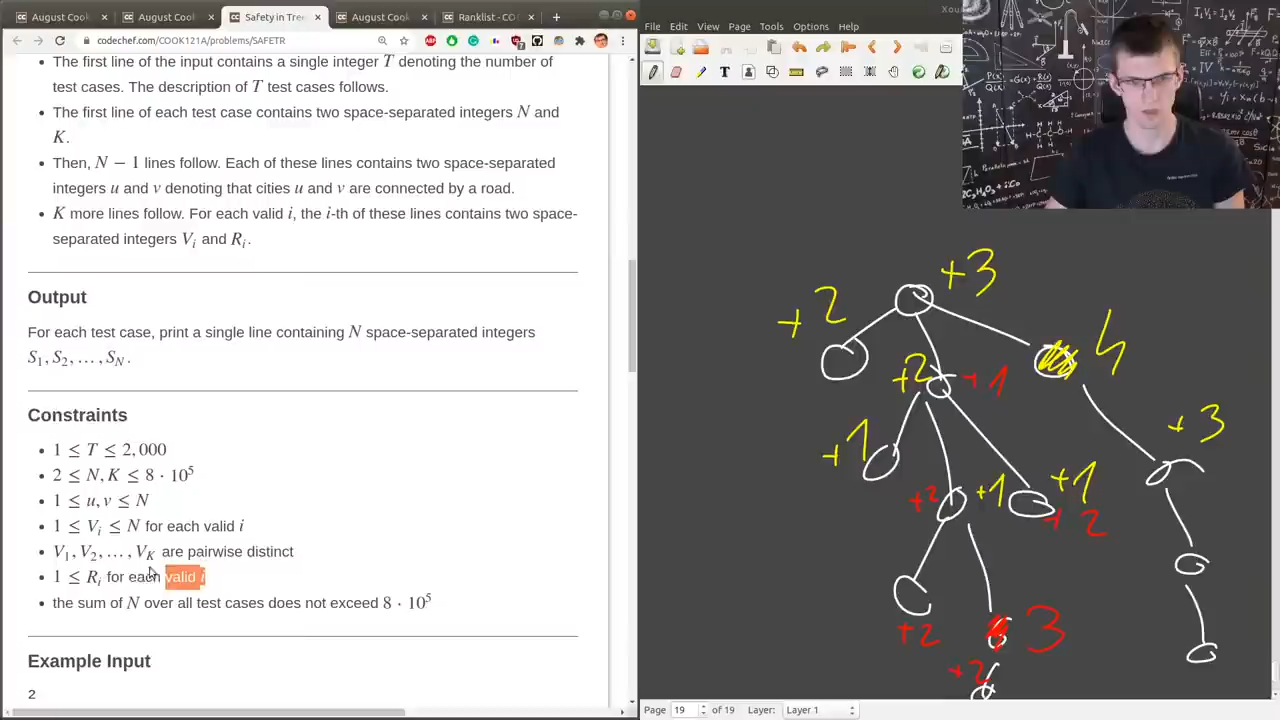 August Cook
August Cook
Safety in Tree
August Cook
Ranklist - CO
codechef.com/COOK121A/problems/SAFETR
The first line of the input contains a single integer T denoting the number of
test cases. The description of T test cases follows.
The first line of each test case contains two space-separated integers N and
K.
Then, N − 1 lines follow. Each of these lines contains two space-separated
integers u and v denoting that cities u and v are connected by a road.
K more lines follow. For each valid i, the i-th of these lines contains two space-
separated integers V_i and R_i.
Output
For each test case, print a single line containing N space-separated integers
S_1, S_2, …, S_N.
Constraints
1 ≤ T ≤ 2,000
2 ≤ N, K ≤ 8 · 10^5
1 ≤ u, v ≤ N
1 ≤ V_i ≤ N for each valid i
V_1, V_2, …, V_K are pairwise distinct
1 ≤ R_i for each valid i
the sum of N over all test cases does not exceed 8 · 10^5
Example Input
2
File Edit View Page Tools Options Help
+3
+2
4
+2 +1
+3
+1
+2 +1 +1
+2
+2 3
+2
Page 19 of 19 Layer: Layer 1